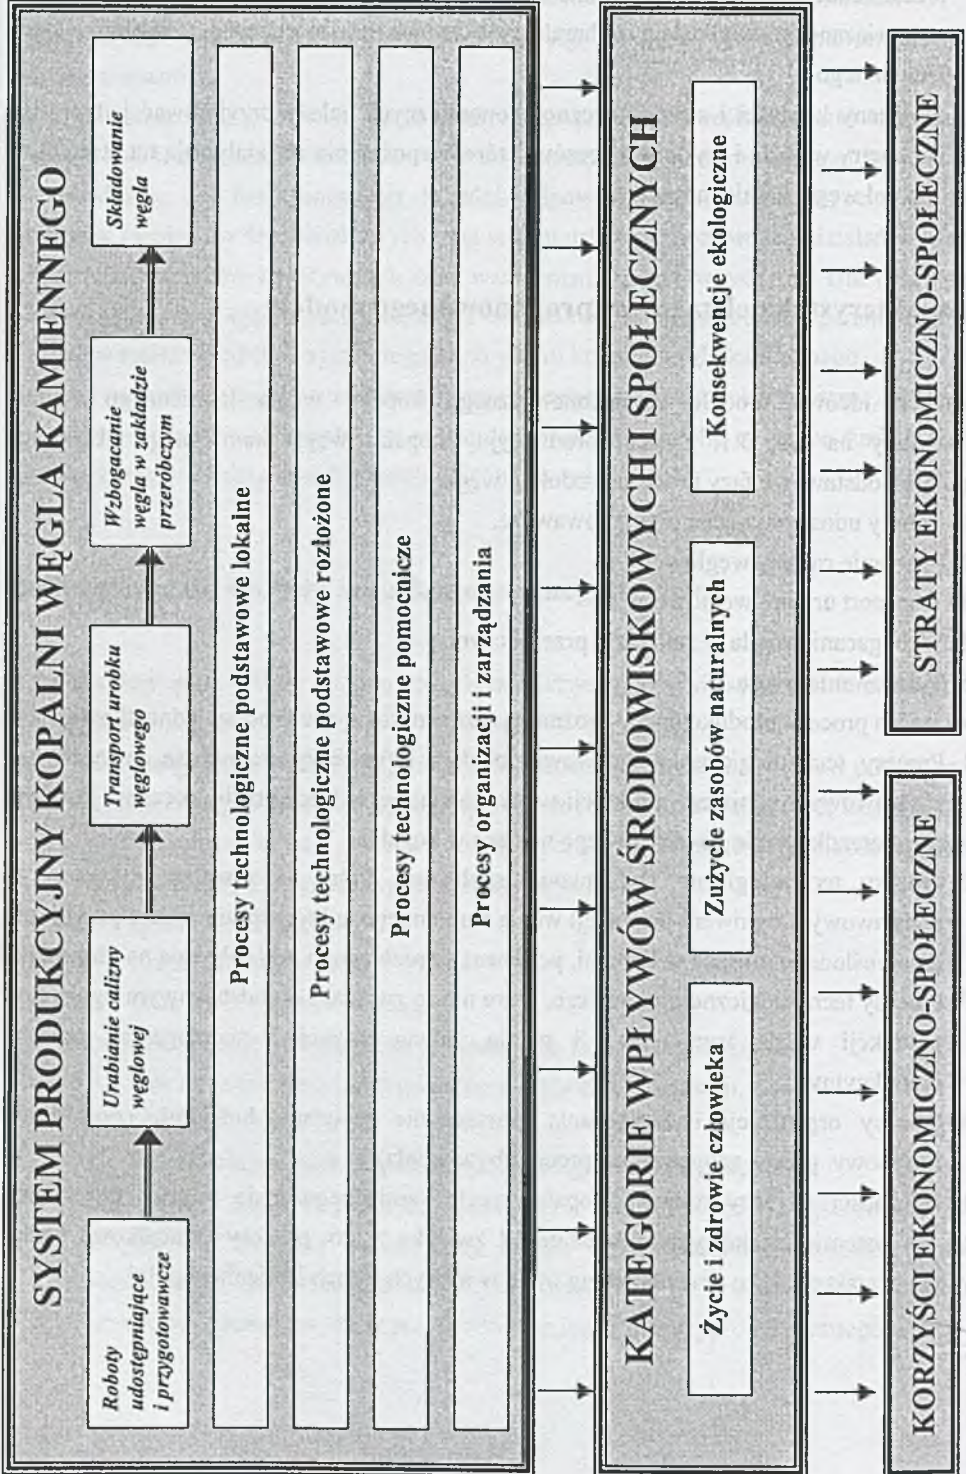 SYSTEM PRODUKCYJNY KOPALNI WĘGLA KAMIENNEGO
Roboty
udostępniające
i przygotowawcze
Urabianie calizny
węglowej
Transport urobku
węglowego
Wzbogacanie
węgla w zakładzie
przeróbczym
Składowanie
węgla
Procesy technologiczne podstawowe lokalne
Procesy technologiczne podstawowe rozłożone
Procesy technologiczne pomocnicze
Procesy organizacji i zarządzania
KATEGORIE WPŁYWÓW ŚRODOWISKOWYCH I SPOŁECZNYCH
Życie i zdrowie człowieka
Zużycie zasobów naturalnych
Konsekwencje ekologiczne
KORZYŚCI EKONOMICZNO-SPOŁECZNE
STRATY EKONOMICZNO-SPOŁECZNE